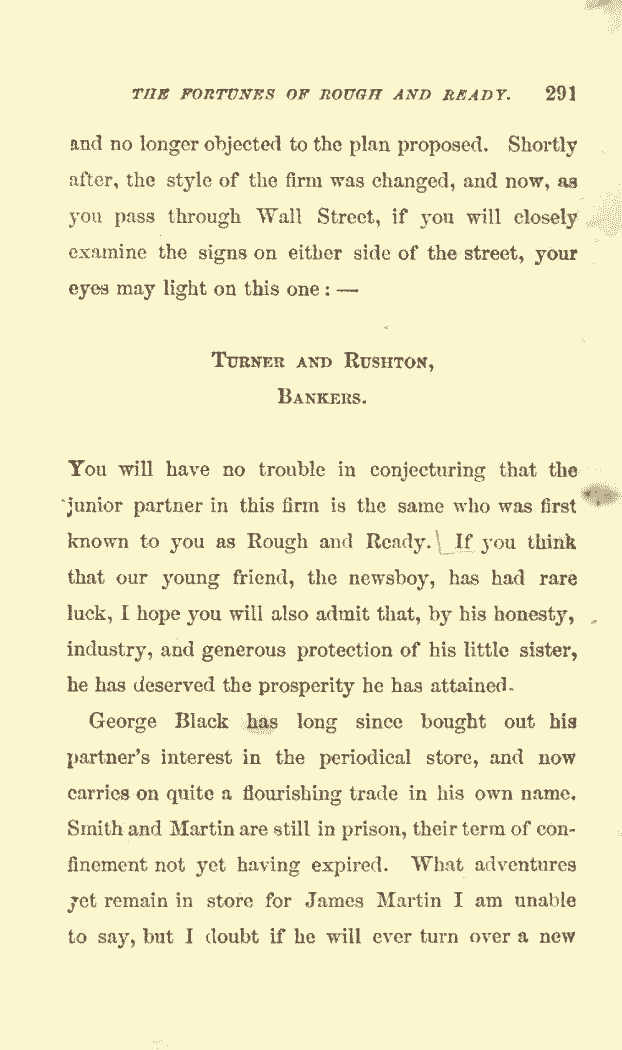 THE FORTUNES OF ROUGH AND READY. 291
and no longer objected to the plan proposed. Shortly
after, the style of the firm was changed, and now, as
you pass through Wall Street, if you will closely
examine the signs on either side of the street, your
eyes may light on this one : —
TURNER AND RUSHTON,
BANKERS.
You will have no trouble in conjecturing that the
junior partner in this firm is the same who was first
known to you as Rough and Ready. If you think
that our young friend, the newsboy, has had rare
luck, I hope you will also admit that, by his honesty,
industry, and generous protection of his little sister,
he has deserved the prosperity he has attained.
George Black has long since bought out his
partner's interest in the periodical store, and now
carries on quite a flourishing trade in his own name.
Smith and Martin are still in prison, their term of con-
finement not yet having expired. What adventures
yet remain in store for James Martin I am unable
to say, but I doubt if he will ever turn over a new